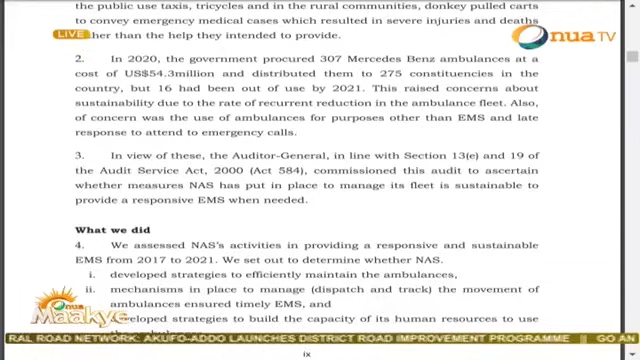 the public use taxis, tricycles and in the rural communities, donkey pulled carts
to convey emergency medical cases which resulted in severe injuries and deaths
LIVE
ther than the help they intended to provide.
Onua TV
2. In 2020, the government procured 307 Mercedes Benz ambulances at a
cost of US$54.3million and distributed them to 275 constituencies in the
country, but 16 had been out of use by 2021. This raised concerns about
sustainability due to the rate of recurrent reduction in the ambulance fleet. Also,
of concern was the use of ambulances for purposes other than EMS and late
response to attend to emergency calls.
3. In view of these, the Auditor-General, in line with Section 13(e) and 19 of
the Audit Service Act, 2000 (Act 584), commissioned this audit to ascertain
whether measures NAS has put in place to manage its fleet is sustainable to
provide a responsive EMS when needed.
What we did
4. We assessed NAS's activities in providing a responsive and sustainable
EMS from 2017 to 2021. We set out to determine whether NAS.
i. developed strategies to efficiently maintain the ambulances,
ii. mechanisms in place to manage (dispatch and track) the movement of
ambulances ensured timely EMS, and
Onua
Maakye
developed strategies to build the capacity of its human resources to use
RAL ROAD NETWORK: AKUFO-ADDO LAUNCHES DISTRICT ROAD IMPROVEMENT PROGRAMME GO AN
ix